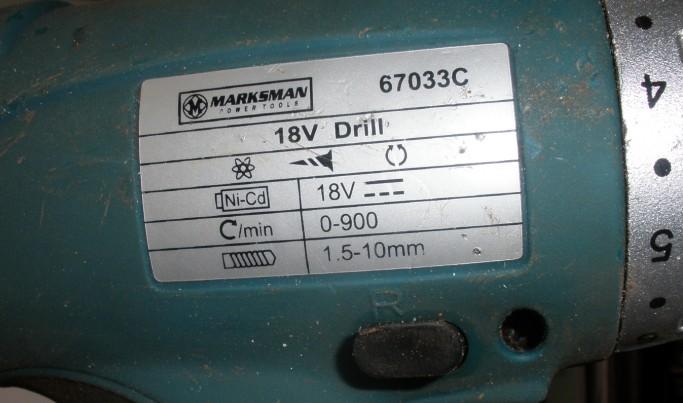 MARKSMAN 67033C
POWER TOOLS
18V Drill
Ni-Cd 18V
/min 0-900
1.5-10mm
R
4
5